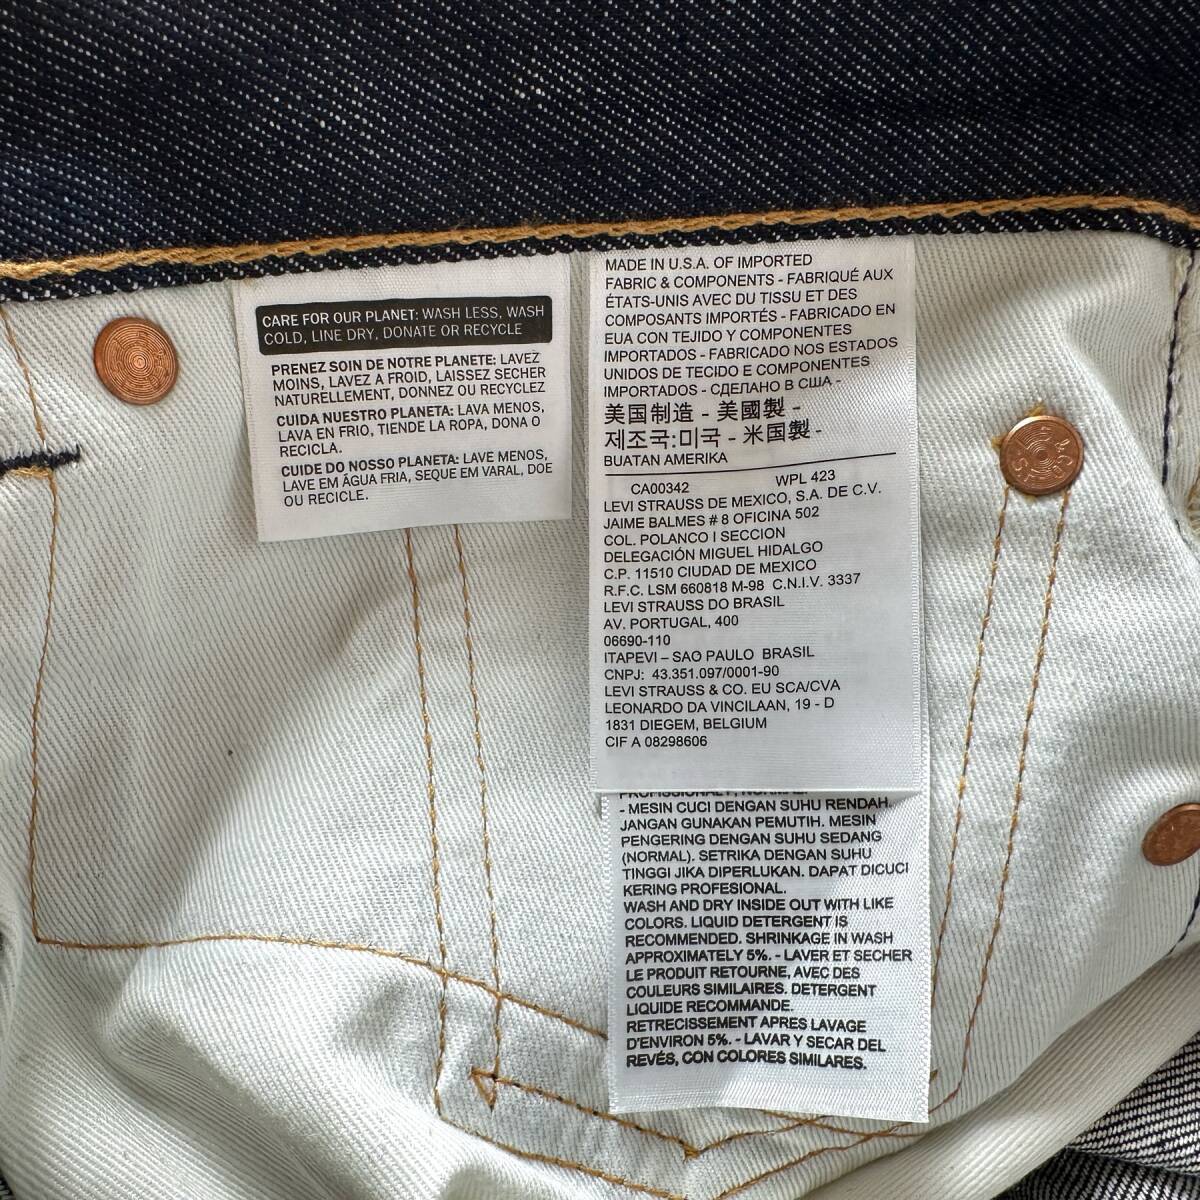 CARE FOR OUR PLANET: WASH LESS, WASH
COLD, LINE DRY, DONATE OR RECYCLE
PRENEZ SOIN DE NOTRE PLANETE: LAVEZ
MOINS, LAVEZ A FROID, LAISSEZ SECHER
NATURELLEMENT, DONNEZ OU RECYCLEZ
CUIDA NUESTRO PLANETA: LAVA MENOS,
LAVA EN FRIO, TIENDE LA ROPA, DONA O
RECICLA.
CUIDE DO NOSSO PLANETA: LAVE MENOS,
LAVE EM ÂGUA FRIA, SEQUE EM VARAL, DOE
OU RECICLE.
MADE IN U.S.A. OF IMPORTED
FABRIC & COMPONENTS - FABRIQUÉ AUX
ÉTATS-UNIS AVEC DU TISSU ET DES
COMPOSANTS IMPORTÉS - FABRICADO EN
EUA CON TEJIDO Y COMPONENTES
IMPORTADOS - FABRICADO NOS ESTADOS
UNIDOS DE TECIDO E COMPONENTES
IMPORTADOS - СДЕЛАНО В США -
美国制造 - 美國製 -
제조국:미국 - 米国製 -
BUATAN AMERIKA
CA00342 WPL 423
LEVI STRAUSS DE MEXICO, S.A. DE C.V.
JAIME BALMES # 8 OFICINA 502
COL. POLANCO I SECCION
DELEGACIÓN MIGUEL HIDALGO
C.P. 11510 CIUDAD DE MEXICO
R.F.C. LSM 660818 M-98 C.N.I.V. 3337
LEVI STRAUSS DO BRASIL
AV. PORTUGAL, 400
06690-110
ITAPEVI – SAO PAULO BRASIL
CNPJ: 43.351.097/0001-90
LEVI STRAUSS & CO. EU SCA/CVA
LEONARDO DA VINCILAAN, 19 - D
1831 DIEGEM, BELGIUM
CIF A 08298606
- MESIN CUCI DENGAN SUHU RENDAH.
JANGAN GUNAKAN PEMUTIH. MESIN
PENGERING DENGAN SUHU SEDANG
(NORMAL). SETRIKA DENGAN SUHU
TINGGI JIKA DIPERLUKAN. DAPAT DICUCI
KERING PROFESIONAL.
WASH AND DRY INSIDE OUT WITH LIKE
COLORS. LIQUID DETERGENT IS
RECOMMENDED. SHRINKAGE IN WASH
APPROXIMATELY 5%. - LAVER ET SECHER
LE PRODUIT RETOURNE, AVEC DES
COULEURS SIMILAIRES. DETERGENT
LIQUIDE RECOMMANDE.
RETRECISSEMENT APRES LAVAGE
D'ENVIRON 5%. - LAVAR Y SECAR DEL
REVÉS, CON COLORES SIMILARES.